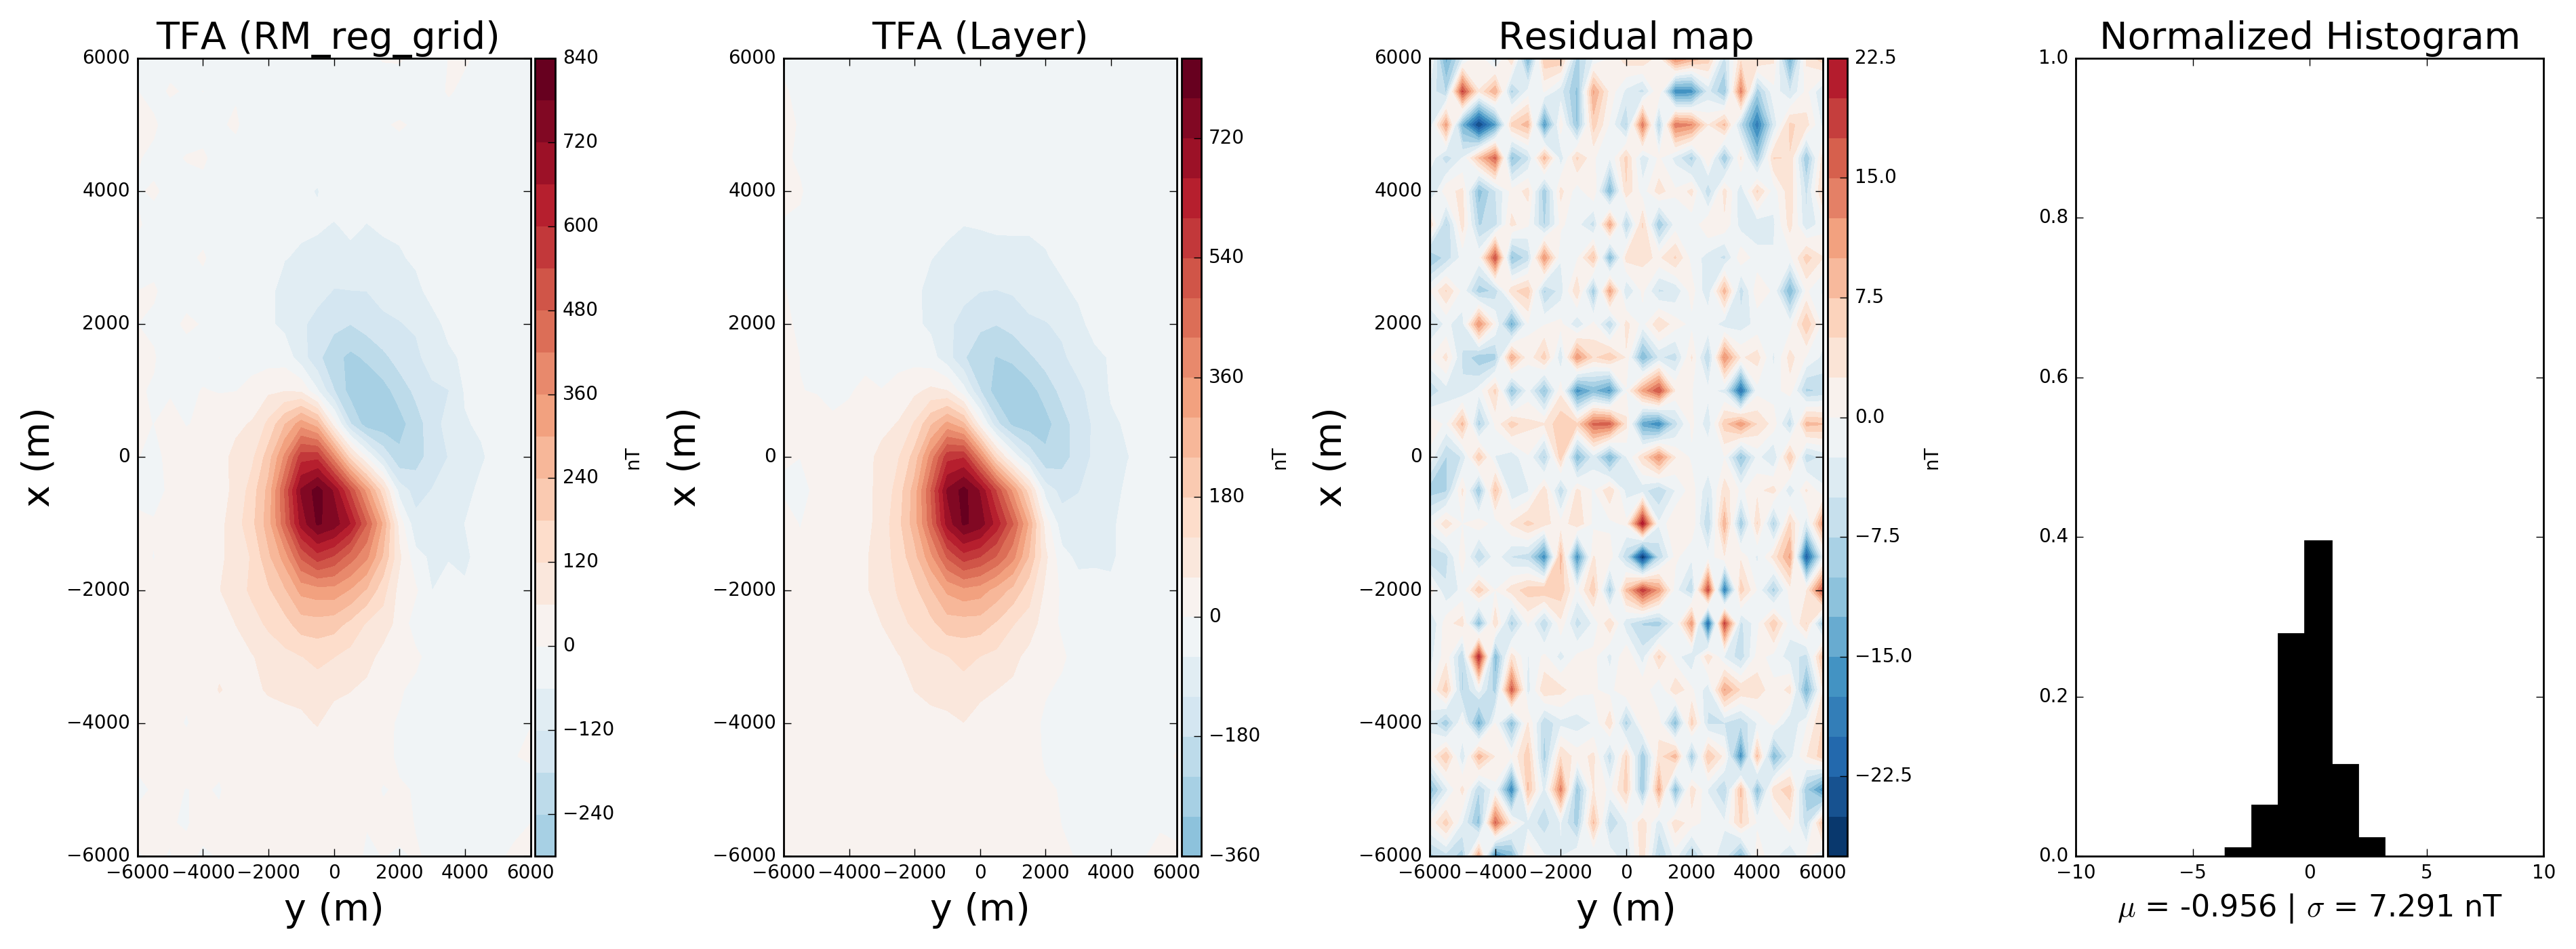 TFA (RM_reg_grid)
6000
4000
2000
0
−2000
−4000
−6000
−6000 −4000 −2000 0 2000 4000 6000
x (m)
y (m)
840
720
600
480
360
240
120
0
−120
−240
nT
TFA (Layer)
6000
4000
2000
0
−2000
−4000
−6000
−6000 −4000 −2000 0 2000 4000 6000
x (m)
y (m)
720
540
360
180
0
−180
−360
nT
Residual map
6000
4000
2000
0
−2000
−4000
−6000
−6000 −4000 −2000 0 2000 4000 6000
x (m)
y (m)
22.5
15.0
7.5
0.0
−7.5
−15.0
−22.5
nT
Normalized Histogram
1.0
0.8
0.6
0.4
0.2
0.0
−10 −5 0 5 10
μ = -0.956 | σ = 7.291 nT